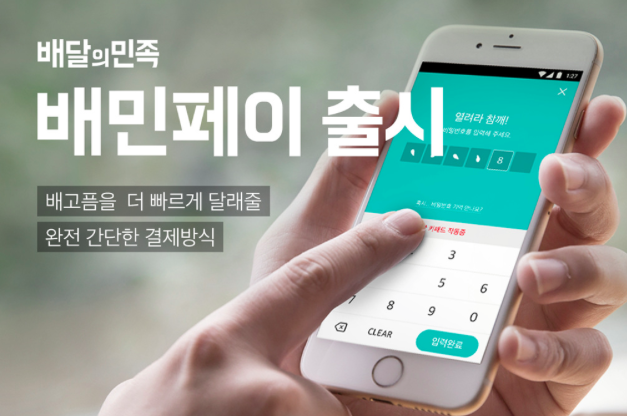 배달의민족
배민페이 출시
배고픔을 더 빠르게 달래줄
완전 간단한 결제방식
1:27
열려라 참깨!
비밀번호를 입력해 주세요
8
혹시, 비밀번호 기억 안나요?
키패드 작동중
3
5 6
7 8 9 0
CLEAR 입력완료